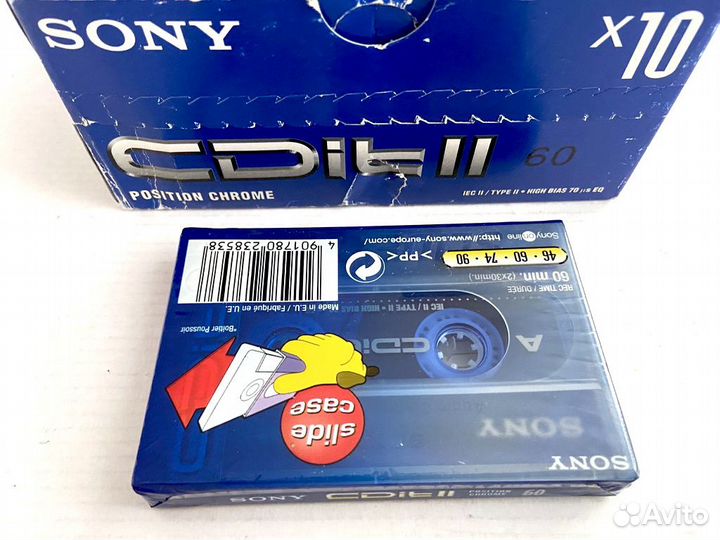 SONY
X10
CDit II 60
POSITION CHROME
IEC II / TYPE II • HIGH BIAS 70 µs EQ
4 901780 238538
Sony Online http://www.sony-europe.com/
46 • 60 • 74 • 90
>PP<
60 min. (2x30min.)
REC TIME / DURÉE
Made in E.U. / Fabriqué en U.E.
IEC II / TYPE II • HIGH BIAS
*Boîtier Poussoir
CDit
A
slide
case
SONY
SONY
SONY CDit II POSITION
CHROME 60
Avito